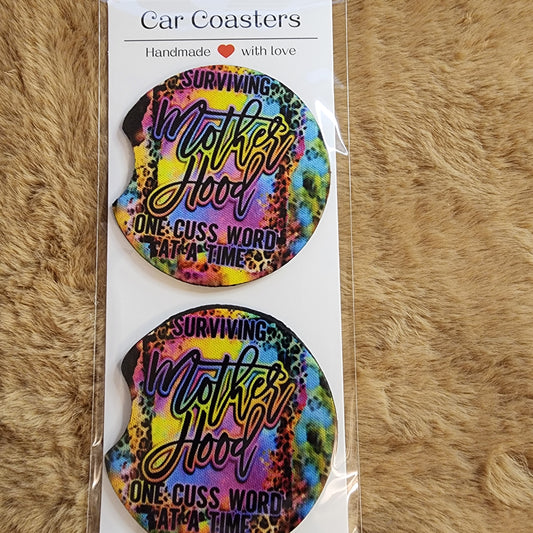 Car Coasters
Handmade ❤ with love
SURVIVING
Mother
Hood
ONE CUSS WORD
AT A TIME
SURVIVING
Mother
Hood
ONE CUSS WORD
AT A TIME